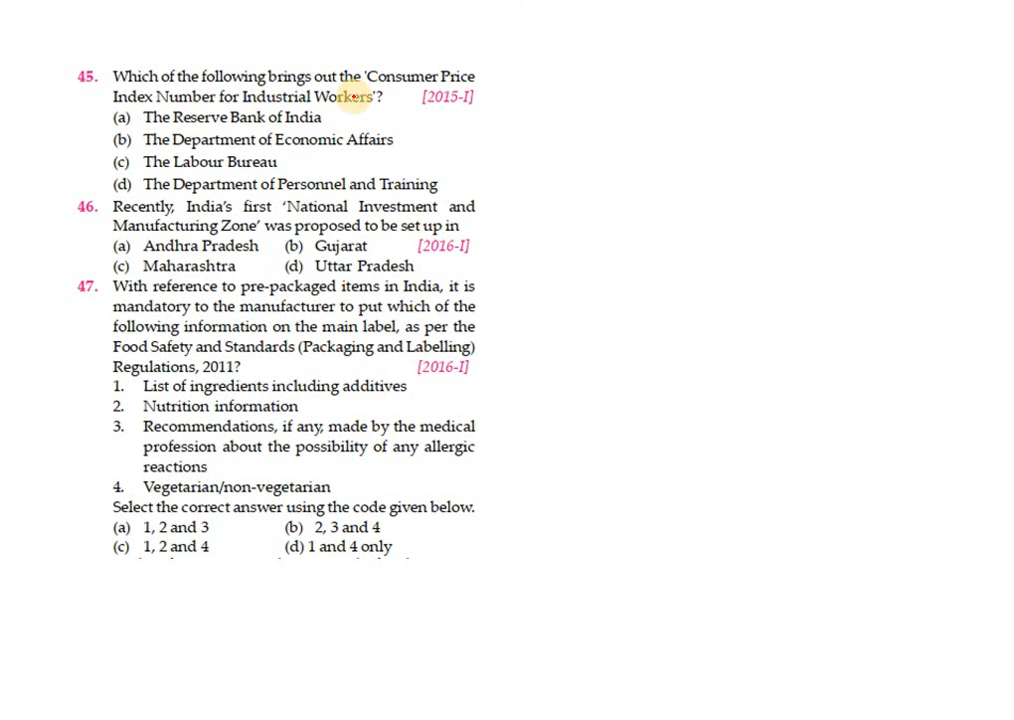 45. Which of the following brings out the 'Consumer Price
Index Number for Industrial Workers'? [2015-I]
(a) The Reserve Bank of India
(b) The Department of Economic Affairs
(c) The Labour Bureau
(d) The Department of Personnel and Training
46. Recently, India's first 'National Investment and
Manufacturing Zone' was proposed to be set up in
(a) Andhra Pradesh (b) Gujarat [2016-I]
(c) Maharashtra (d) Uttar Pradesh
47. With reference to pre-packaged items in India, it is
mandatory to the manufacturer to put which of the
following information on the main label, as per the
Food Safety and Standards (Packaging and Labelling)
Regulations, 2011? [2016-I]
1. List of ingredients including additives
2. Nutrition information
3. Recommendations, if any, made by the medical
profession about the possibility of any allergic
reactions
4. Vegetarian/non-vegetarian
Select the correct answer using the code given below.
(a) 1, 2 and 3 (b) 2, 3 and 4
(c) 1, 2 and 4 (d) 1 and 4 only